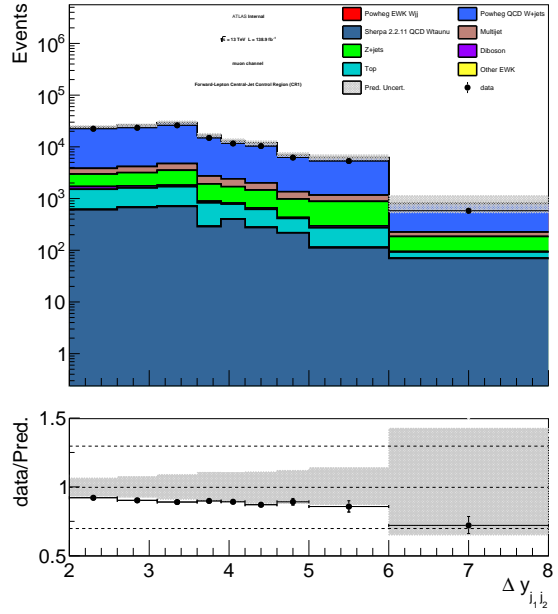 Events
10⁶
10⁵
10⁴
10³
10²
10
1
ATLAS Internal
√s = 13 TeV L = 138.9 fb⁻¹
muon channel
Forward-Lepton Central-Jet Control Region (CR1)
Powheg EWK Wjj
Powheg QCD W+jets
Sherpa 2.2.11 QCD Wtaunu
Multijet
Z+jets
Diboson
Top
Other EWK
Pred. Uncert.
data
data/Pred.
1.5
1
0.5
2 3 4 5 6 7 8
Δ y_{j₁j₂}